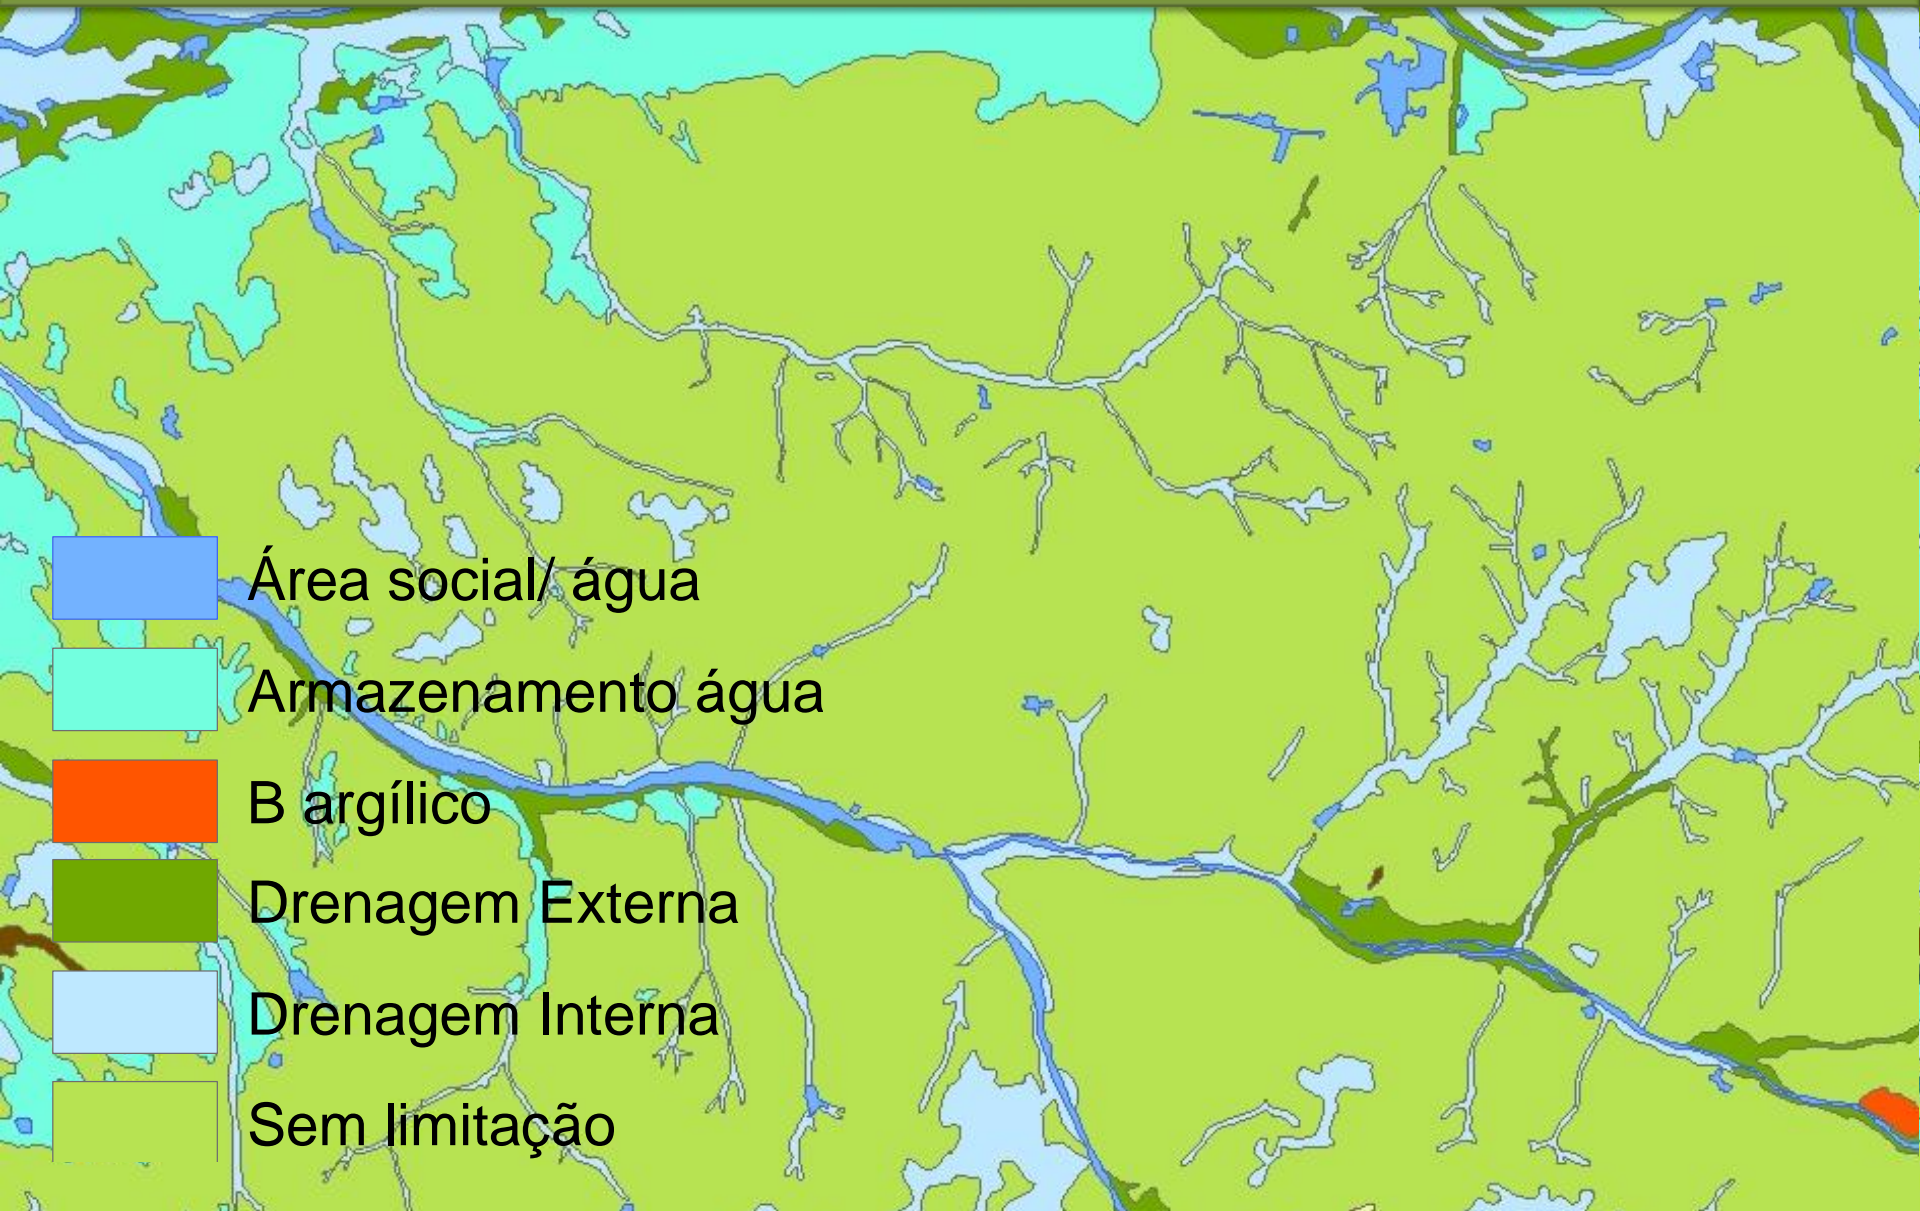 Área social/ água
Armazenamento água
B argílico
Drenagem Externa
Drenagem Interna
Sem limitação